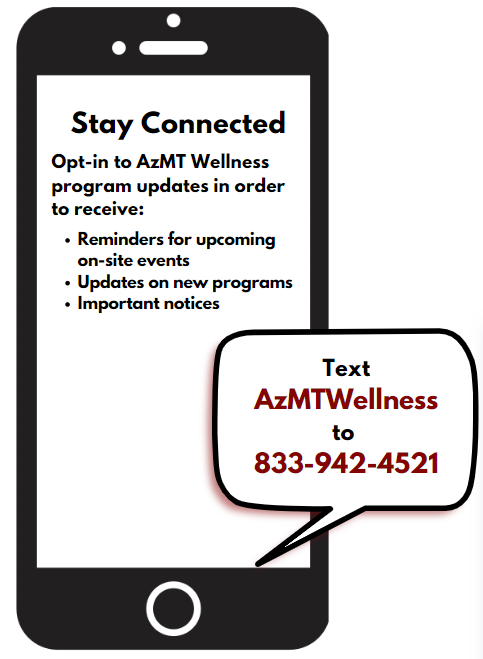 Stay Connected
Opt-in to AzMT Wellness
program updates in order
to receive:
• Reminders for upcoming
on-site events
• Updates on new programs
• Important notices
Text
AzMTWellness
to
833-942-4521